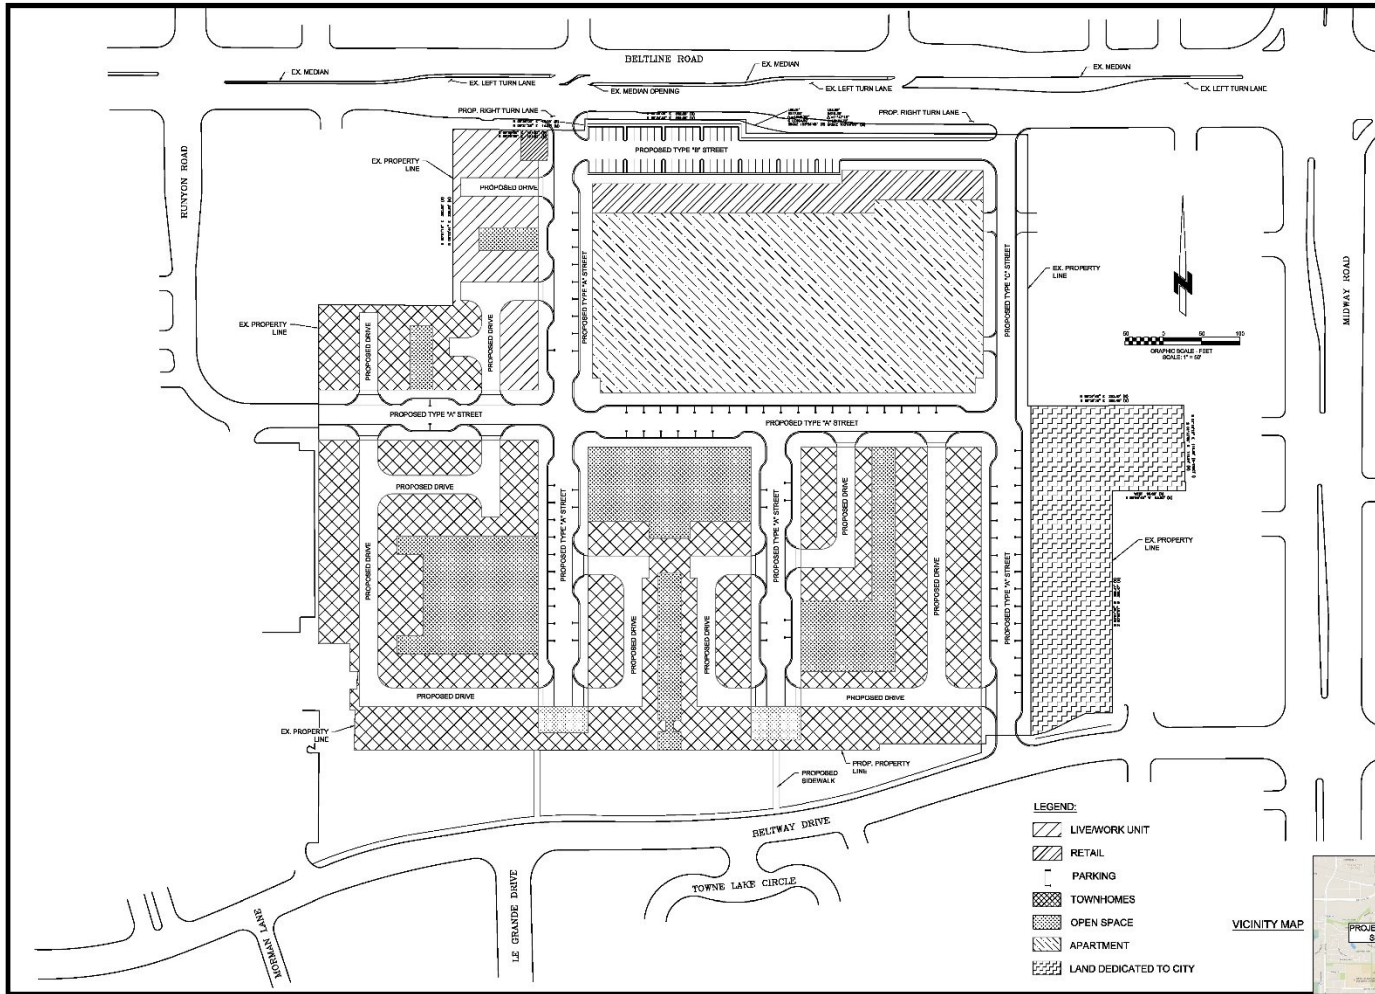 BELTLINE ROAD
EX. MEDIAN
EX. LEFT TURN LANE
EX. MEDIAN OPENING
EX. MEDIAN
EX. LEFT TURN LANE
EX. MEDIAN
EX. LEFT TURN LANE
PROP. RIGHT TURN LANE
PROP. RIGHT TURN LANE
RUNYON ROAD
EX. PROPERTY
LINE
PROPOSED TYPE "B" STREET
PROPOSED DRIVE
PROPOSED TYPE "A" STREET
PROPOSED TYPE "C" STREET
EX. PROPERTY
LINE
MIDWAY ROAD
N
50 0 50 100
GRAPHIC SCALE - FEET
EX. PROPERTY
LINE
PROPOSED DRIVE
PROPOSED DRIVE
PROPOSED TYPE "A" STREET
PROPOSED TYPE "A" STREET
PROPOSED DRIVE
PROPOSED DRIVE
PROPOSED TYPE "A" STREET
PROPOSED TYPE "A" STREET
PROPOSED DRIVE
PROPOSED DRIVE
PROPOSED TYPE "A" STREET
EX. PROPERTY
LINE
PROPOSED DRIVE
PROPOSED DRIVE
PROPOSED DRIVE
PROPOSED DRIVE
EX. PROPERTY
LINE
PROP. PROPERTY
LINE
PROPOSED
SIDEWALK
BELTWAY DRIVE
TOWNE LAKE CIRCLE
LE GRANDE DRIVE
MORMAN LANE
LEGEND:
LIVE/WORK UNIT
RETAIL
PARKING
TOWNHOMES
OPEN SPACE
APARTMENT
LAND DEDICATED TO CITY
VICINITY MAP
PROJE
S